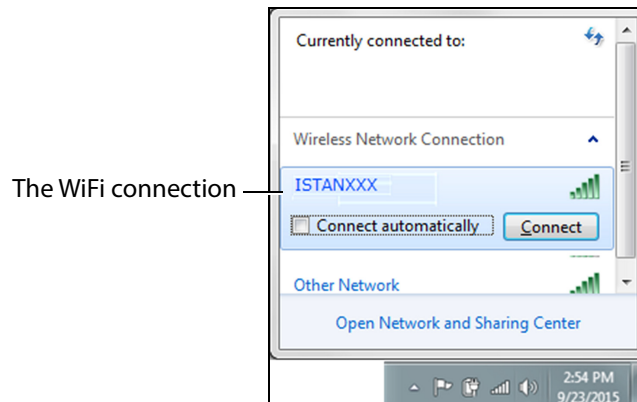 Currently connected to:
Wireless Network Connection
The WiFi connection
ISTANXXX
Connect automatically
Connect
Other Network
Open Network and Sharing Center
2:54 PM
9/23/2015